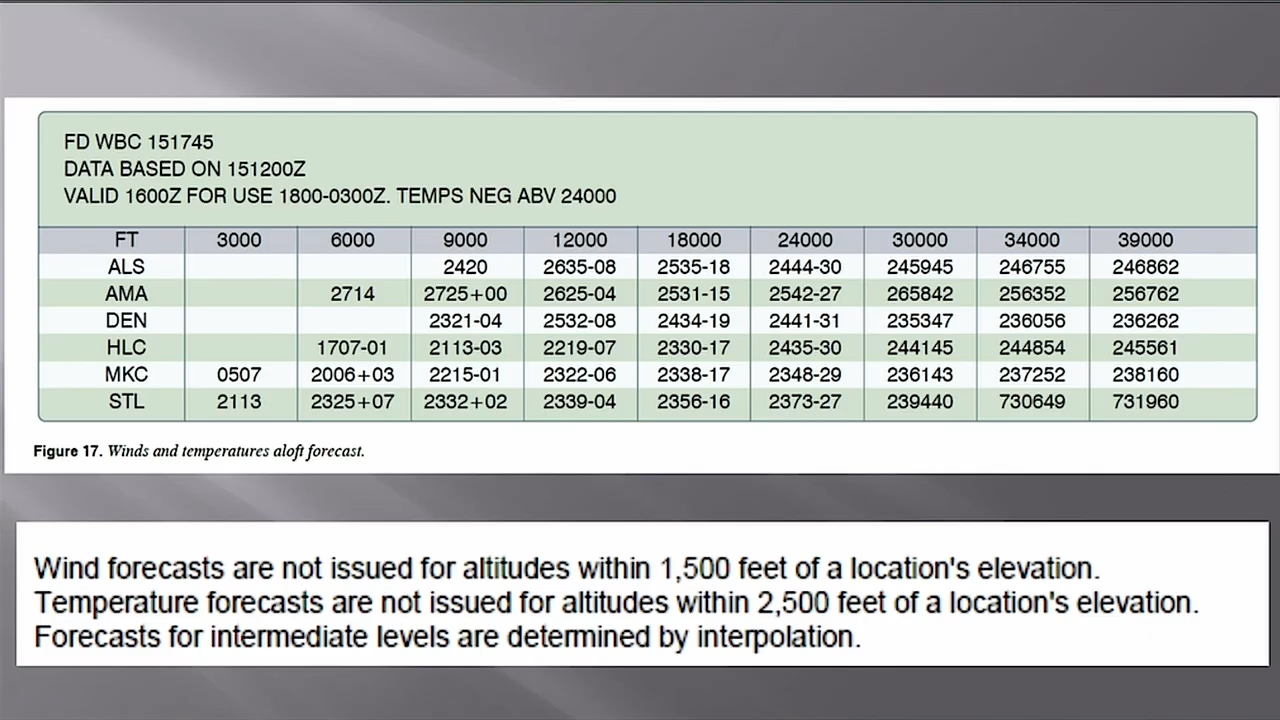 FD WBC 151745
DATA BASED ON 151200Z
VALID 1600Z FOR USE 1800-0300Z. TEMPS NEG ABV 24000
FT 3000 6000 9000 12000 18000 24000 30000 34000 39000
ALS 2420 2635-08 2535-18 2444-30 245945 246755 246862
AMA 2714 2725+00 2625-04 2531-15 2542-27 265842 256352 256762
DEN 2321-04 2532-08 2434-19 2441-31 235347 236056 236262
HLC 1707-01 2113-03 2219-07 2330-17 2435-30 244145 244854 245561
MKC 0507 2006+03 2215-01 2322-06 2338-17 2348-29 236143 237252 238160
STL 2113 2325+07 2332+02 2339-04 2356-16 2373-27 239440 730649 731960
Figure 17. Winds and temperatures aloft forecast.
Wind forecasts are not issued for altitudes within 1,500 feet of a location's elevation.
Temperature forecasts are not issued for altitudes within 2,500 feet of a location's elevation.
Forecasts for intermediate levels are determined by interpolation.